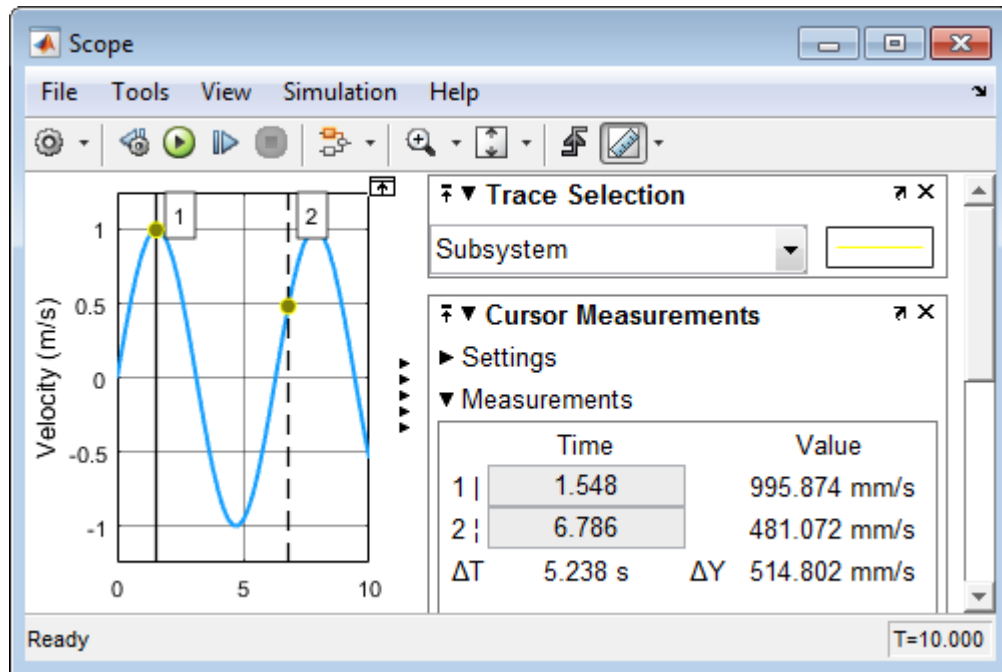 Scope
File Tools View Simulation Help
1 2
1
0.5
0
-0.5
-1
0 5 10
Velocity (m/s)
Trace Selection
Subsystem
Cursor Measurements
Settings
Measurements
Time Value
1 | 1.548 995.874 mm/s
2 ¦ 6.786 481.072 mm/s
ΔT 5.238 s ΔY 514.802 mm/s
Ready T=10.000